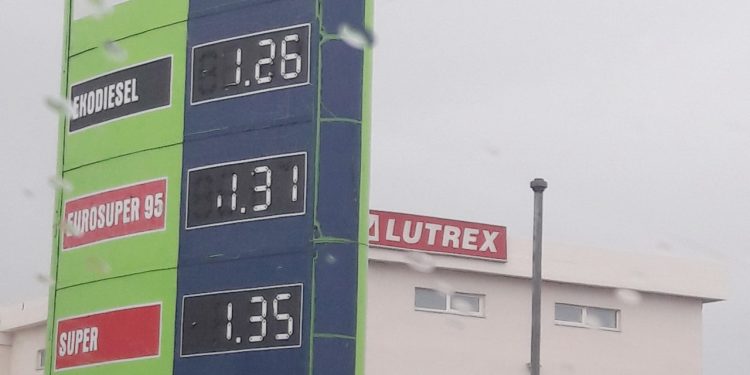 EKODIESEL 1.26
EUROSUPER 95 1.31
LUTREX
SUPER 1.35